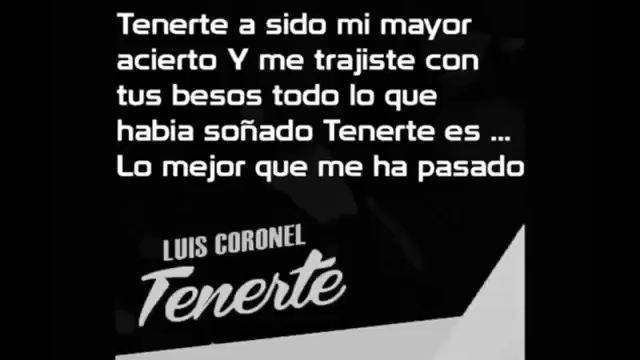 Tenerte a sido mi mayor
acierto Y me trajiste con
tus besos todo lo que
habia soñado Tenerte es ...
Lo mejor que me ha pasado
LUIS CORONEL
Tenerte